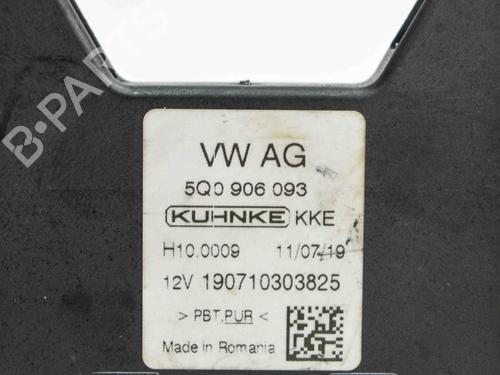 B-PARTS
VW AG
5Q0 906 093
KUHNKE KKE
H10.0009 11/07/19
12V 190710303825
> PBT,PUR <
Made in Romania